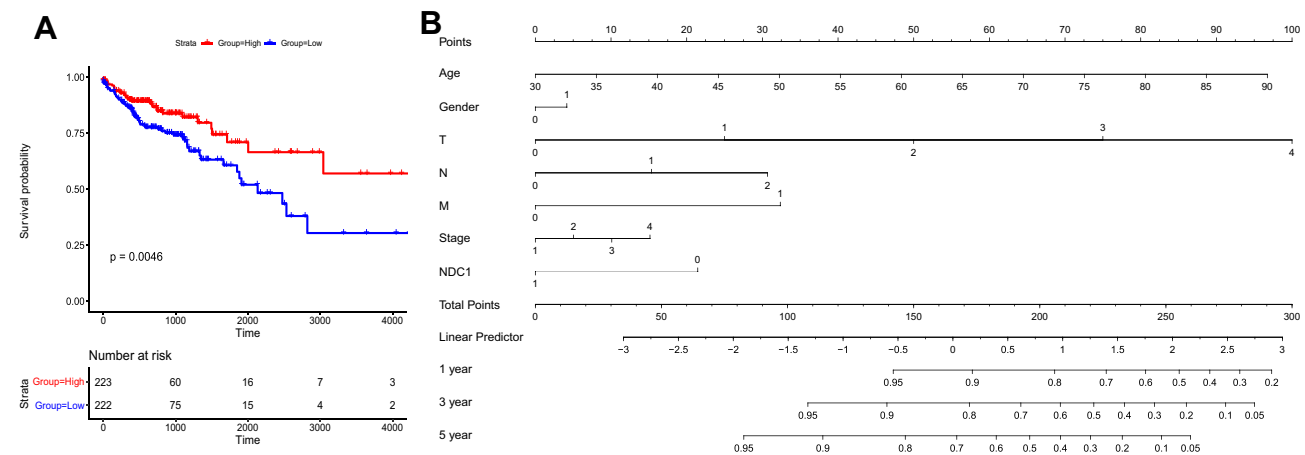 A
Strata Group=High Group=Low
1.00
0.75
0.50
0.25
0.00
Survival probability
p = 0.0046
0 1000 2000 3000 4000
Time
Number at risk
Strata
Group=High 223 60 16 7 3
Group=Low 222 75 15 4 2
0 1000 2000 3000 4000
Time
B
Points
0 10 20 30 40 50 60 70 80 90 100
Age
30 35 40 45 50 55 60 65 70 75 80 85 90
Gender
1
0
T
1 3
0 2 4
N
1
0 2
M
1
0
Stage
2 4
1 3
NDC1
0
1
Total Points
0 50 100 150 200 250 300
Linear Predictor
−3 −2.5 −2 −1.5 −1 −0.5 0 0.5 1 1.5 2 2.5 3
1 year
0.95 0.9 0.8 0.7 0.6 0.5 0.4 0.3 0.2
3 year
0.95 0.9 0.8 0.7 0.6 0.5 0.4 0.3 0.2 0.1 0.05
5 year
0.95 0.9 0.8 0.7 0.6 0.5 0.4 0.3 0.2 0.1 0.05